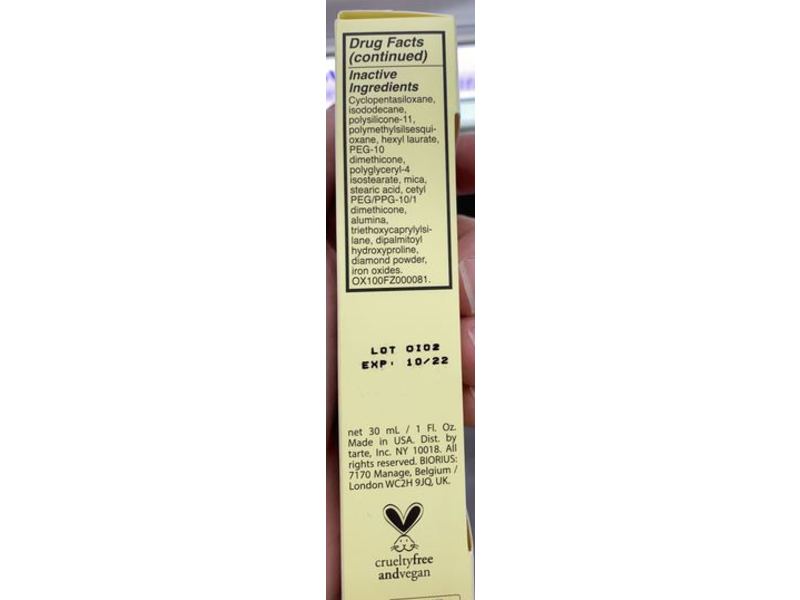 Drug Facts
(continued)
Inactive
Ingredients
Cyclopentasiloxane,
isododecane,
polysilicone-11,
polymethylsilsesqui-
oxane, hexyl laurate,
PEG-10
dimethicone,
polyglyceryl-4
isostearate, mica,
stearic acid, cetyl
PEG/PPG-10/1
dimethicone,
alumina,
triethoxycaprylylsi-
lane, dipalmitoyl
hydroxyproline,
diamond powder,
iron oxides.
OX100FZ000081.
LOT 0I02
EXP. 10/22
net 30 mL / 1 Fl. Oz.
Made in USA. Dist. by
tarte, Inc. NY 10018. All
rights reserved. BIORIUS:
7170 Manage, Belgium /
London WC2H 9JQ, UK.
crueltyfree
andvegan